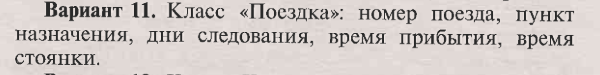 Вариант 11. Класс «Поездка»: номер поезда, пункт
назначения, дни следования, время прибытия, время
стоянки.